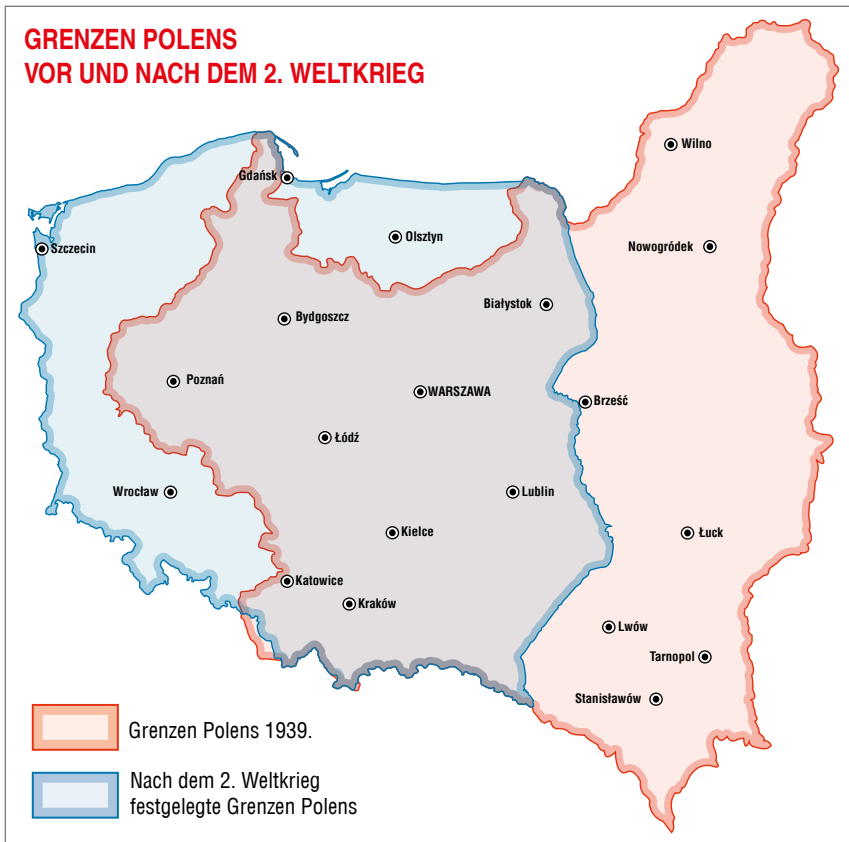 GRENZEN POLENS
VOR UND NACH DEM 2. WELTKRIEG
Wilno
Gdańsk
Olsztyn
Szczecin
Nowogródek
Białystok
Bydgoszcz
Poznań
WARSZAWA
Brześć
Łódź
Wrocław
Lublin
Kielce
Łuck
Katowice
Kraków
Lwów
Tarnopol
Stanisławów
Grenzen Polens 1939.
Nach dem 2. Weltkrieg
festgelegte Grenzen Polens